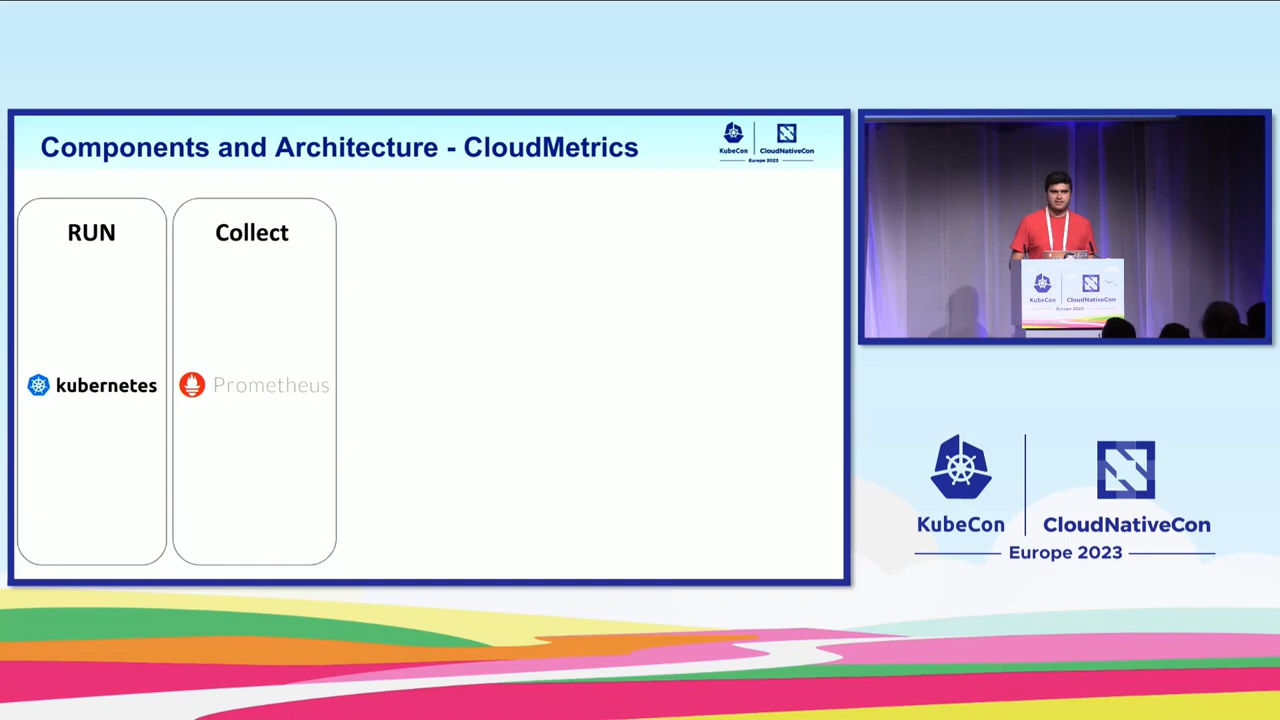 Components and Architecture - CloudMetrics
KubeCon
CloudNativeCon
Europe 2023
RUN
Collect
kubernetes
Prometheus
KubeCon
CloudNativeCon
Europe 2023
KubeCon
CloudNativeCon
Europe 2023